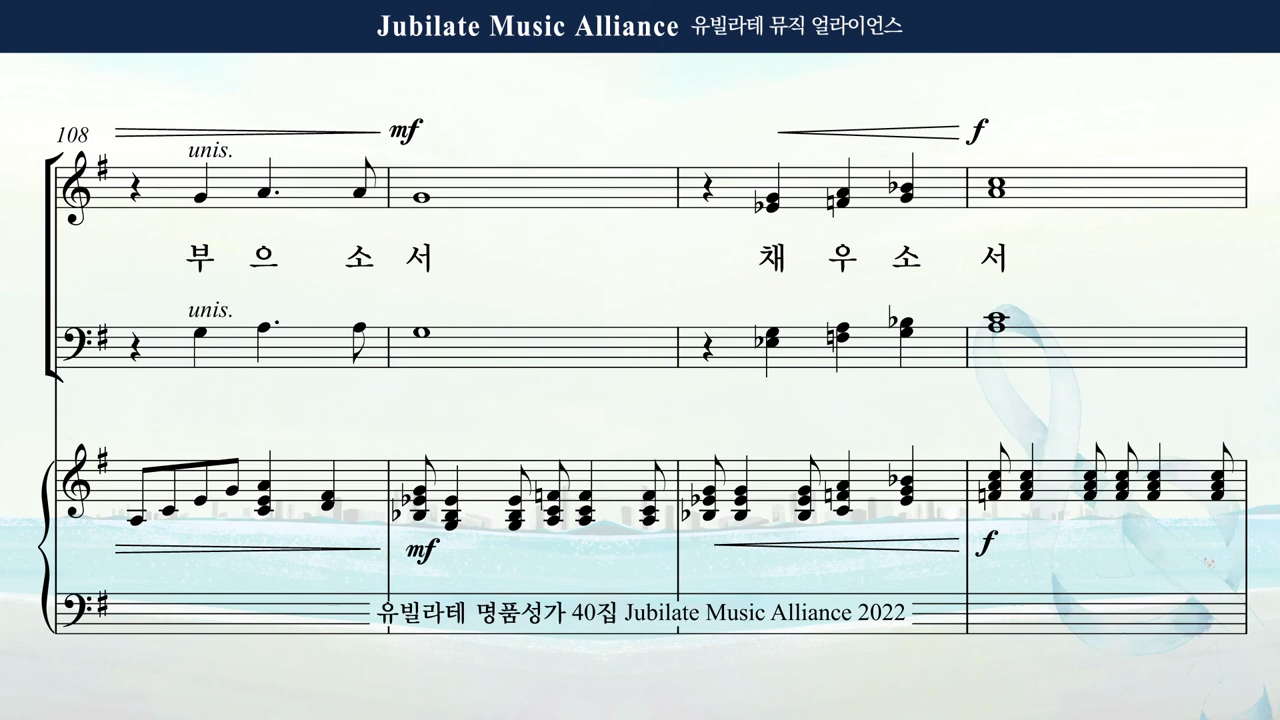 Jubilate Music Alliance 유빌라테 뮤직 얼라이언스
108
mf
f
unis.
부 으 소 서 채 우 소 서
unis.
mf
f
유빌라테 명품성가 40집 Jubilate Music Alliance 2022